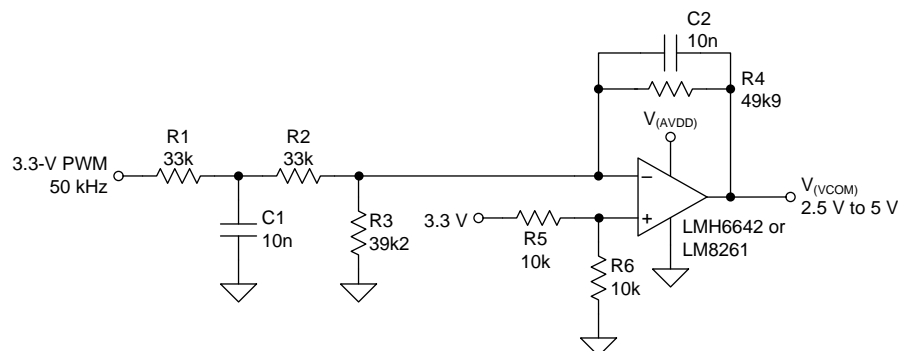 C2
10n
R4
49k9
V(AVDD)
R1
33k
R2
33k
3.3-V PWM
50 kHz
−
V(VCOM)
2.5 V to 5 V
C1
10n
R3
39k2
3.3 V
+
LMH6642 or
LM8261
R5
10k
R6
10k